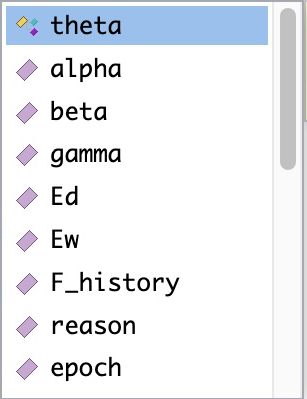 theta
alpha
beta
gamma
Ed
Ew
F_history
reason
epoch